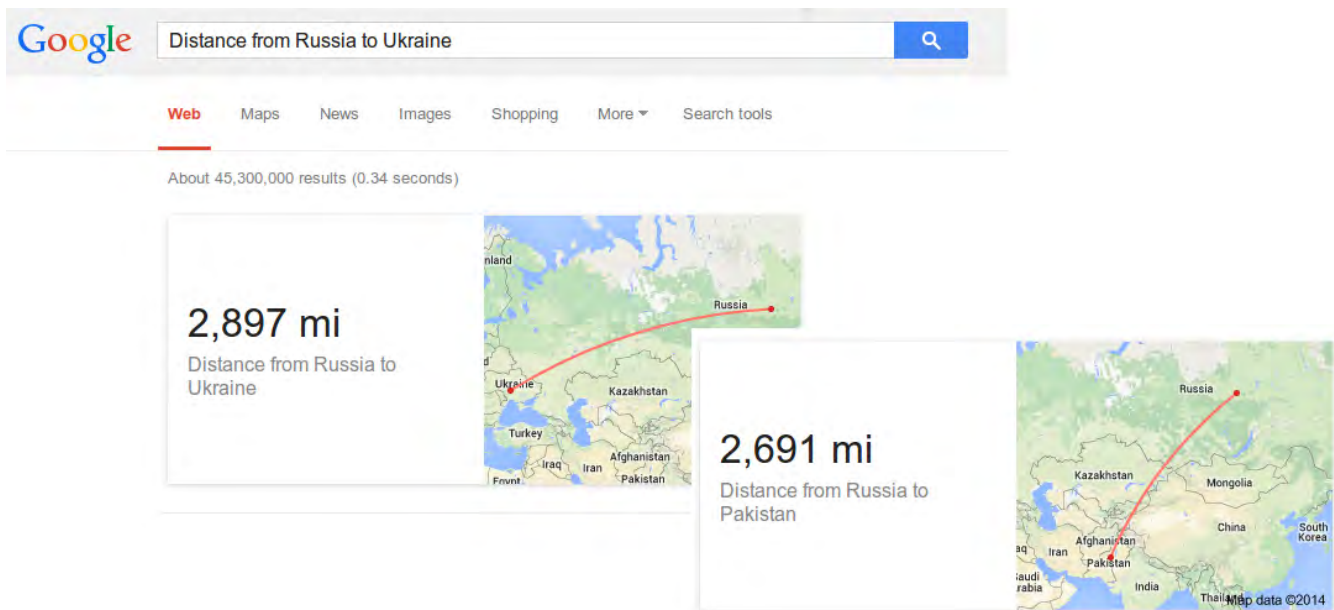 Google
Distance from Russia to Ukraine
Web Maps News Images Shopping More Search tools
About 45,300,000 results (0.34 seconds)
2,897 mi
Distance from Russia to
Ukraine
nland
Russia
Ukraine
Kazakhstan
Turkey
Iraq Iran Afghanistan
Pakistan
Egypt
2,691 mi
Distance from Russia to
Pakistan
Russia
Kazakhstan
Mongolia
China
South
Korea
aq Iran Afghanistan
Pakistan
Saudi
rabia
India
Thailand
Map data ©2014